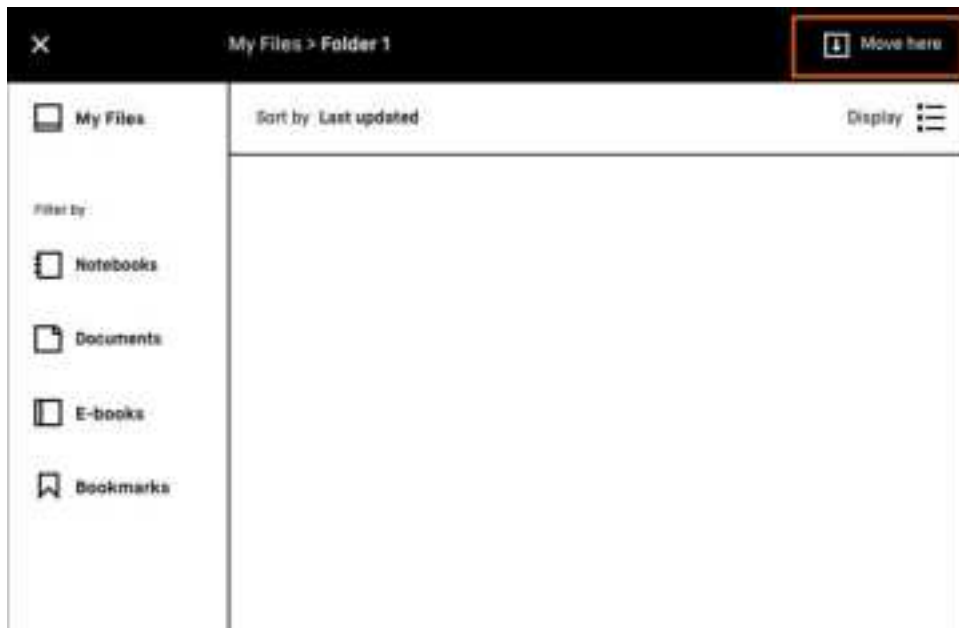 My Files > Folder 1
Move here
My Files
Sort by Last updated
Display
Filter by
Notebooks
Documents
E-books
Bookmarks